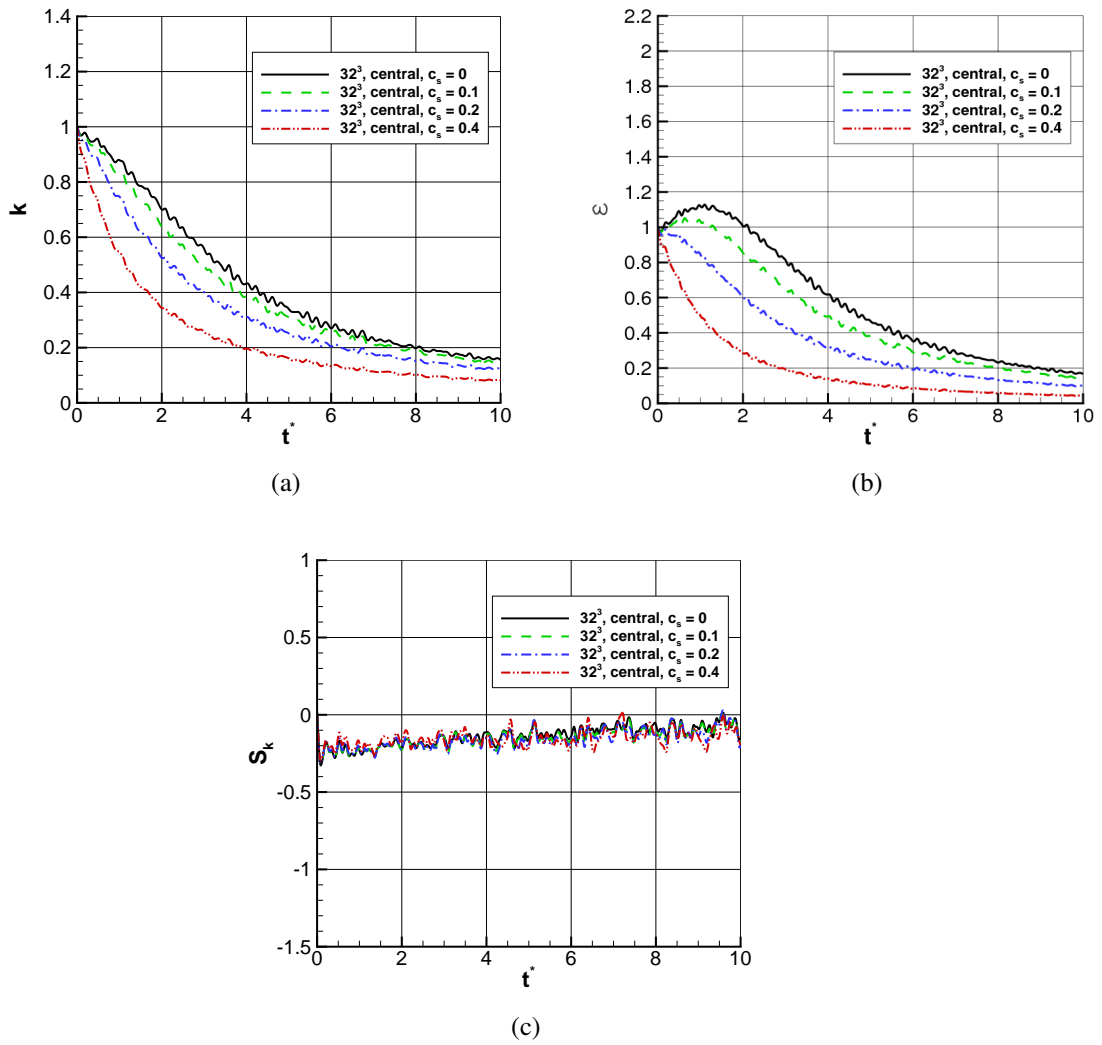 1.4
1.2
1
0.8
0.6
0.4
0.2
0
k
32³, central, cₛ = 0
32³, central, cₛ = 0.1
32³, central, cₛ = 0.2
32³, central, cₛ = 0.4
0 2 4 6 8 10
t*
(a)
2.2
2
1.8
1.6
1.4
1.2
1
0.8
0.6
0.4
0.2
0
ε
32³, central, cₛ = 0
32³, central, cₛ = 0.1
32³, central, cₛ = 0.2
32³, central, cₛ = 0.4
0 2 4 6 8 10
t*
(b)
1
0.5
0
-0.5
-1
-1.5
Sₖ
32³, central, cₛ = 0
32³, central, cₛ = 0.1
32³, central, cₛ = 0.2
32³, central, cₛ = 0.4
0 2 4 6 8 10
t*
(c)